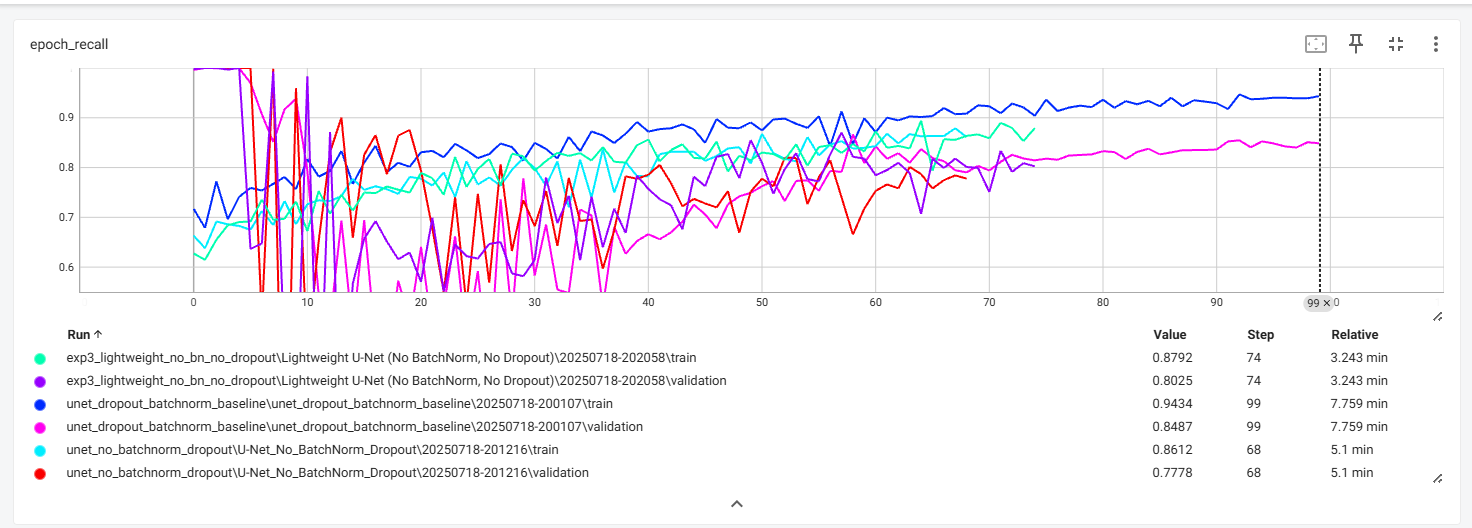 epoch_recall
0.9
0.8
0.7
0.6
0 10 20 30 40 50 60 70 80 90 99 × 0
Run ↑ Value Step Relative
exp3_lightweight_no_bn_no_dropout\Lightweight U-Net (No BatchNorm, No Dropout)\20250718-202058\train 0.8792 74 3.243 min
exp3_lightweight_no_bn_no_dropout\Lightweight U-Net (No BatchNorm, No Dropout)\20250718-202058\validation 0.8025 74 3.243 min
unet_dropout_batchnorm_baseline\unet_dropout_batchnorm_baseline\20250718-200107\train 0.9434 99 7.759 min
unet_dropout_batchnorm_baseline\unet_dropout_batchnorm_baseline\20250718-200107\validation 0.8487 99 7.759 min
unet_no_batchnorm_dropout\U-Net_No_BatchNorm_Dropout\20250718-201216\train 0.8612 68 5.1 min
unet_no_batchnorm_dropout\U-Net_No_BatchNorm_Dropout\20250718-201216\validation 0.7778 68 5.1 min